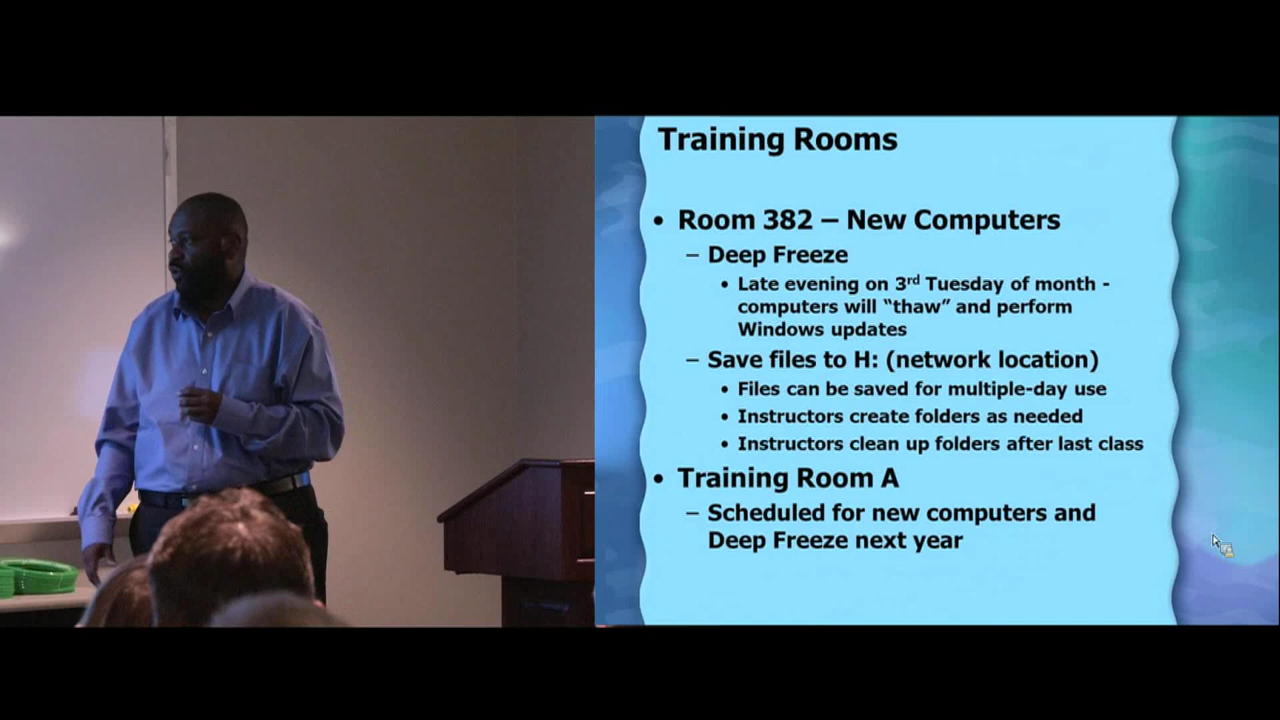 Training Rooms
• Room 382 – New Computers
– Deep Freeze
• Late evening on 3rd Tuesday of month -
computers will “thaw” and perform
Windows updates
– Save files to H: (network location)
• Files can be saved for multiple-day use
• Instructors create folders as needed
• Instructors clean up folders after last class
• Training Room A
– Scheduled for new computers and
Deep Freeze next year